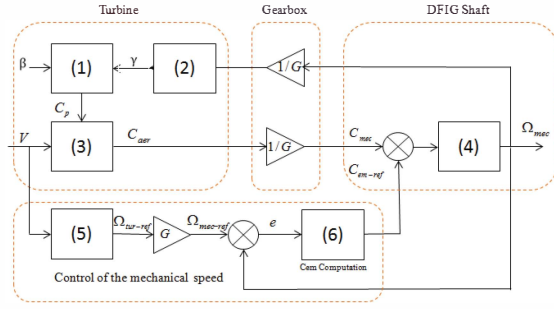 Turbine
Gearbox
DFIG Shaft
β
(1)
γ
(2)
1/G
C_p
V
(3)
C_aer
1/G
C_mec
C_em-ref
(4)
Ω_mec
(5)
Ω_tur-ref
G
Ω_mec-ref
e
(6)
Cem Computation
Control of the mechanical speed